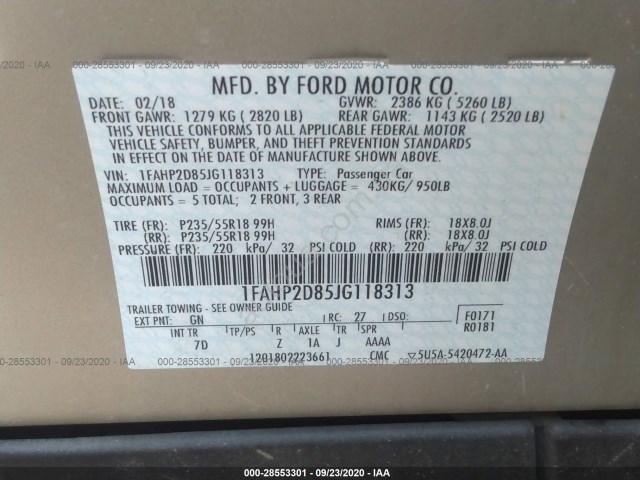 000-28553301 - 09/23/2020 - IAA
MFD. BY FORD MOTOR CO.
DATE: 02/18 GVWR: 2386 KG ( 5260 LB)
FRONT GAWR: 1279 KG ( 2820 LB) REAR GAWR: 1143 KG ( 2520 LB)
THIS VEHICLE CONFORMS TO ALL APPLICABLE FEDERAL MOTOR
VEHICLE SAFETY, BUMPER, AND THEFT PREVENTION STANDARDS
IN EFFECT ON THE DATE OF MANUFACTURE SHOWN ABOVE.
VIN: 1FAHP2D85JG118313 TYPE: Passenger Car
MAXIMUM LOAD = OCCUPANTS + LUGGAGE = 430KG/ 950LB
OCCUPANTS = 5 TOTAL; 2 FRONT, 3 REAR
TIRE (FR): P235/55R18 99H RIMS (FR): 18X8.0J
(RR): P235/55R18 99H (RR): 18X8.0J
PRESSURE (FR): 220 kPa/ 32 PSI COLD (RR): 220 kPa/32 PSI COLD
1FAHP2D85JG118313
TRAILER TOWING - SEE OWNER GUIDE
EXT PNT: GN RC: 27 DSO: F0171
INT TR TP/PS R AXLE TR SPR R0181
7D Z 1A J AAAA
1201802223661 CMC ▽5U5A-5420472-AA
000-28553301 - 09/23/2020 - IAA